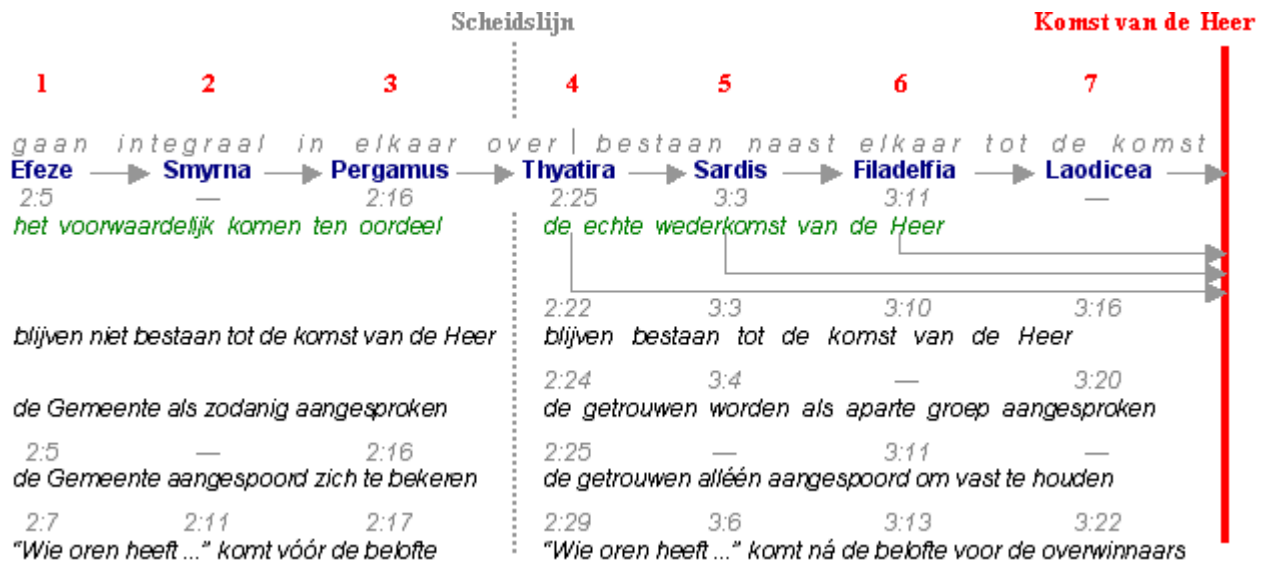 Scheidslijn Komst van de Heer
1 2 3 4 5 6 7
gaan integraal in elkaar over bestaan naast elkaar tot de komst
Efeze Smyrna Pergamus Thyatira Sardis Filadelfia Laodicea
2:5 — 2:16 2:25 3:3 3:11 —
het voorwaardelijk komen ten oordeel de echte wederkomst van de Heer
2:22 3:3 3:10 3:16
blijven niet bestaan tot de komst van de Heer blijven bestaan tot de komst van de Heer
2:24 3:4 — 3:20
de Gemeente als zodanig aangesproken de getrouwen worden als aparte groep aangesproken
2:5 — 2:16 2:25 — 3:11 —
de Gemeente aangespoord zich te bekeren de getrouwen alléén aangespoord om vast te houden
2:7 2:11 2:17 2:29 3:6 3:13 3:22
“Wie oren heeft ...” komt vóór de belofte “Wie oren heeft ...” komt ná de belofte voor de overwinnaars